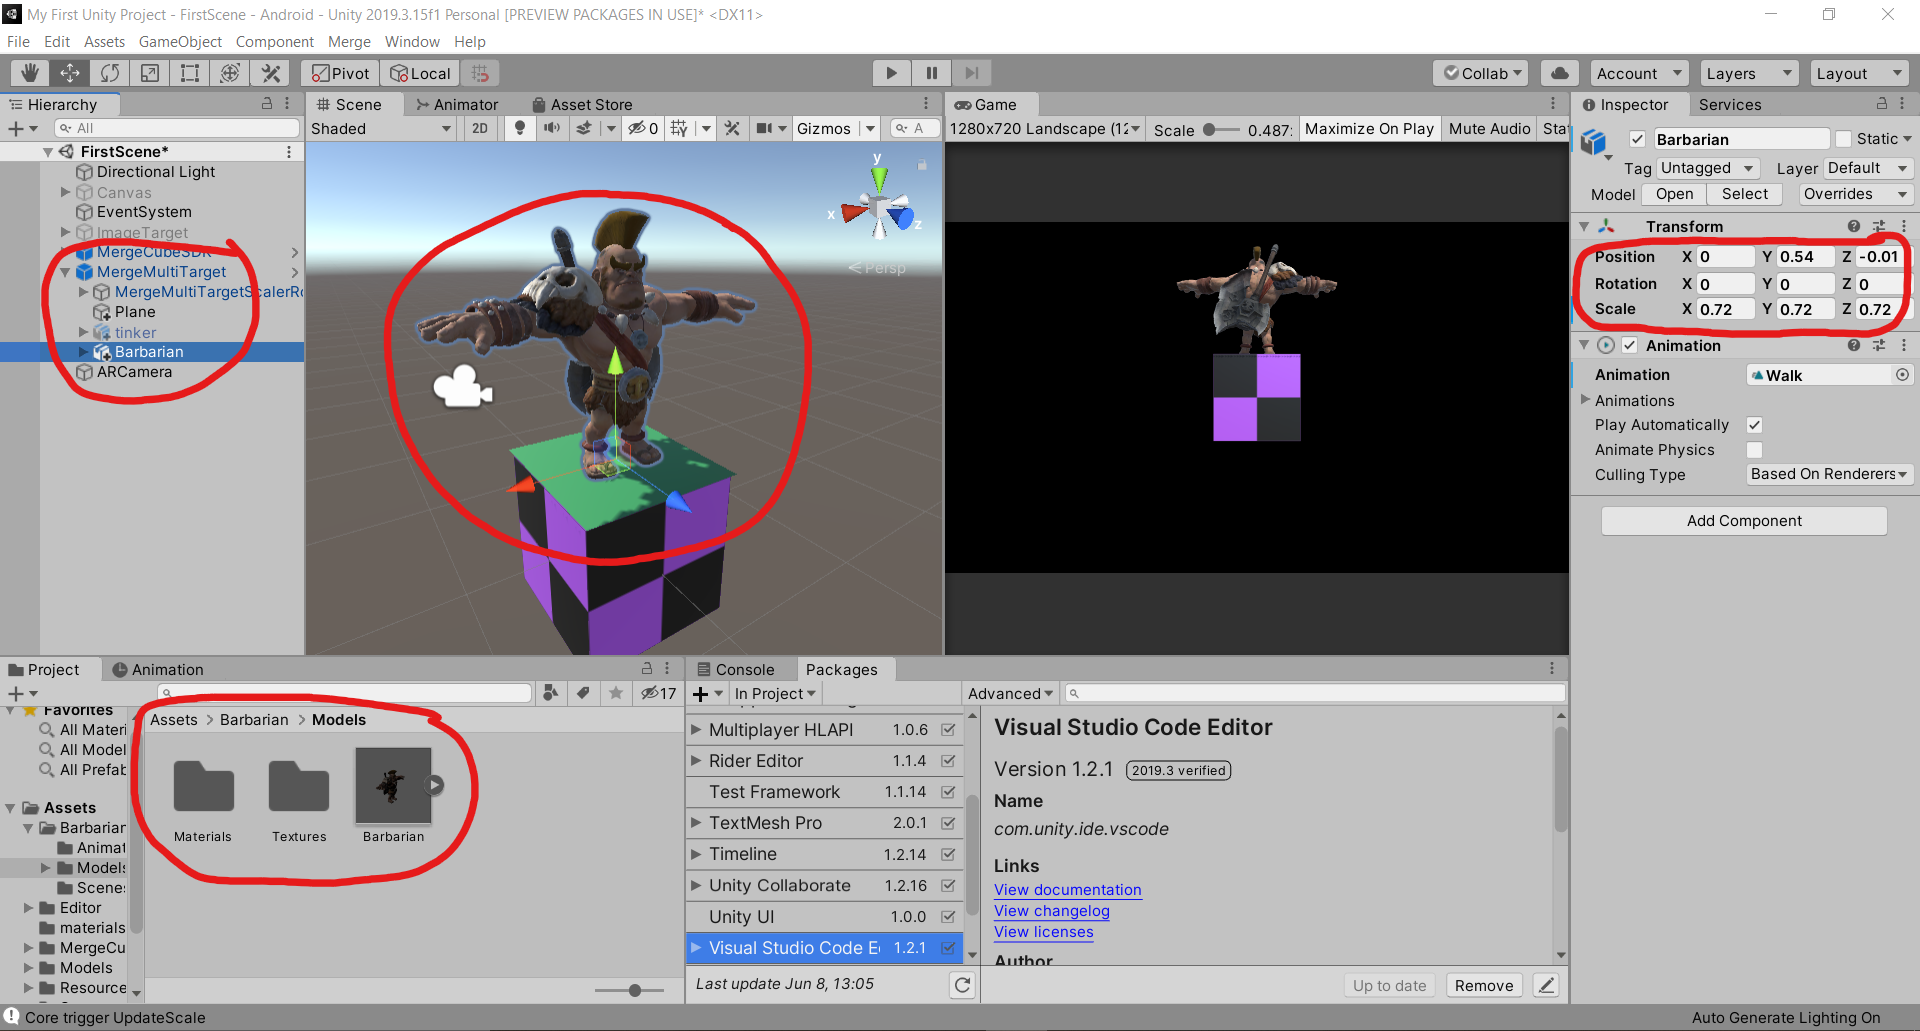 My First Unity Project - FirstScene - Android - Unity 2019.3.15f1 Personal [PREVIEW PACKAGES IN USE]* <DX11>
File Edit Assets GameObject Component Merge Window Help
Pivot Local Collab Account Layers Layout
Hierarchy
All
FirstScene*
Directional Light
Canvas
EventSystem
ImageTarget
MergeCubeSDK
MergeMultiTarget
MergeMultiTargetScalerRo
Plane
tinker
Barbarian
ARCamera
Scene Animator Asset Store
Shaded 2D 0 Gizmos A
y
x
z
Persp
Game
1280x720 Landscape (12 Scale 0.487: Maximize On Play Mute Audio Stat
Inspector Services
Barbarian Static
Tag Untagged Layer Default
Model Open Select Overrides
Transform
Position X 0 Y 0.54 Z -0.01
Rotation X 0 Y 0 Z 0
Scale X 0.72 Y 0.72 Z 0.72
Animation
Animation Walk
Animations
Play Automatically
Animate Physics
Culling Type Based On Renderers
Add Component
Project Animation
17
Favorites
All Materi
All Model
All Prefab
Assets
Barbarian
Animat
Models
Scenes
Editor
materials
MergeCu
Models
Resource
Assets > Barbarian > Models
Materials Textures Barbarian
Console Packages
In Project Advanced
Multiplayer HLAPI 1.0.6
Rider Editor 1.1.4
Test Framework 1.1.14
TextMesh Pro 2.0.1
Timeline 1.2.14
Unity Collaborate 1.2.16
Unity UI 1.0.0
Visual Studio Code E 1.2.1
Last update Jun 8, 13:05
Visual Studio Code Editor
Version 1.2.1 2019.3 verified
Name
com.unity.ide.vscode
Links
View documentation
View changelog
View licenses
Author
Up to date Remove
Core trigger UpdateScale
Auto Generate Lighting On